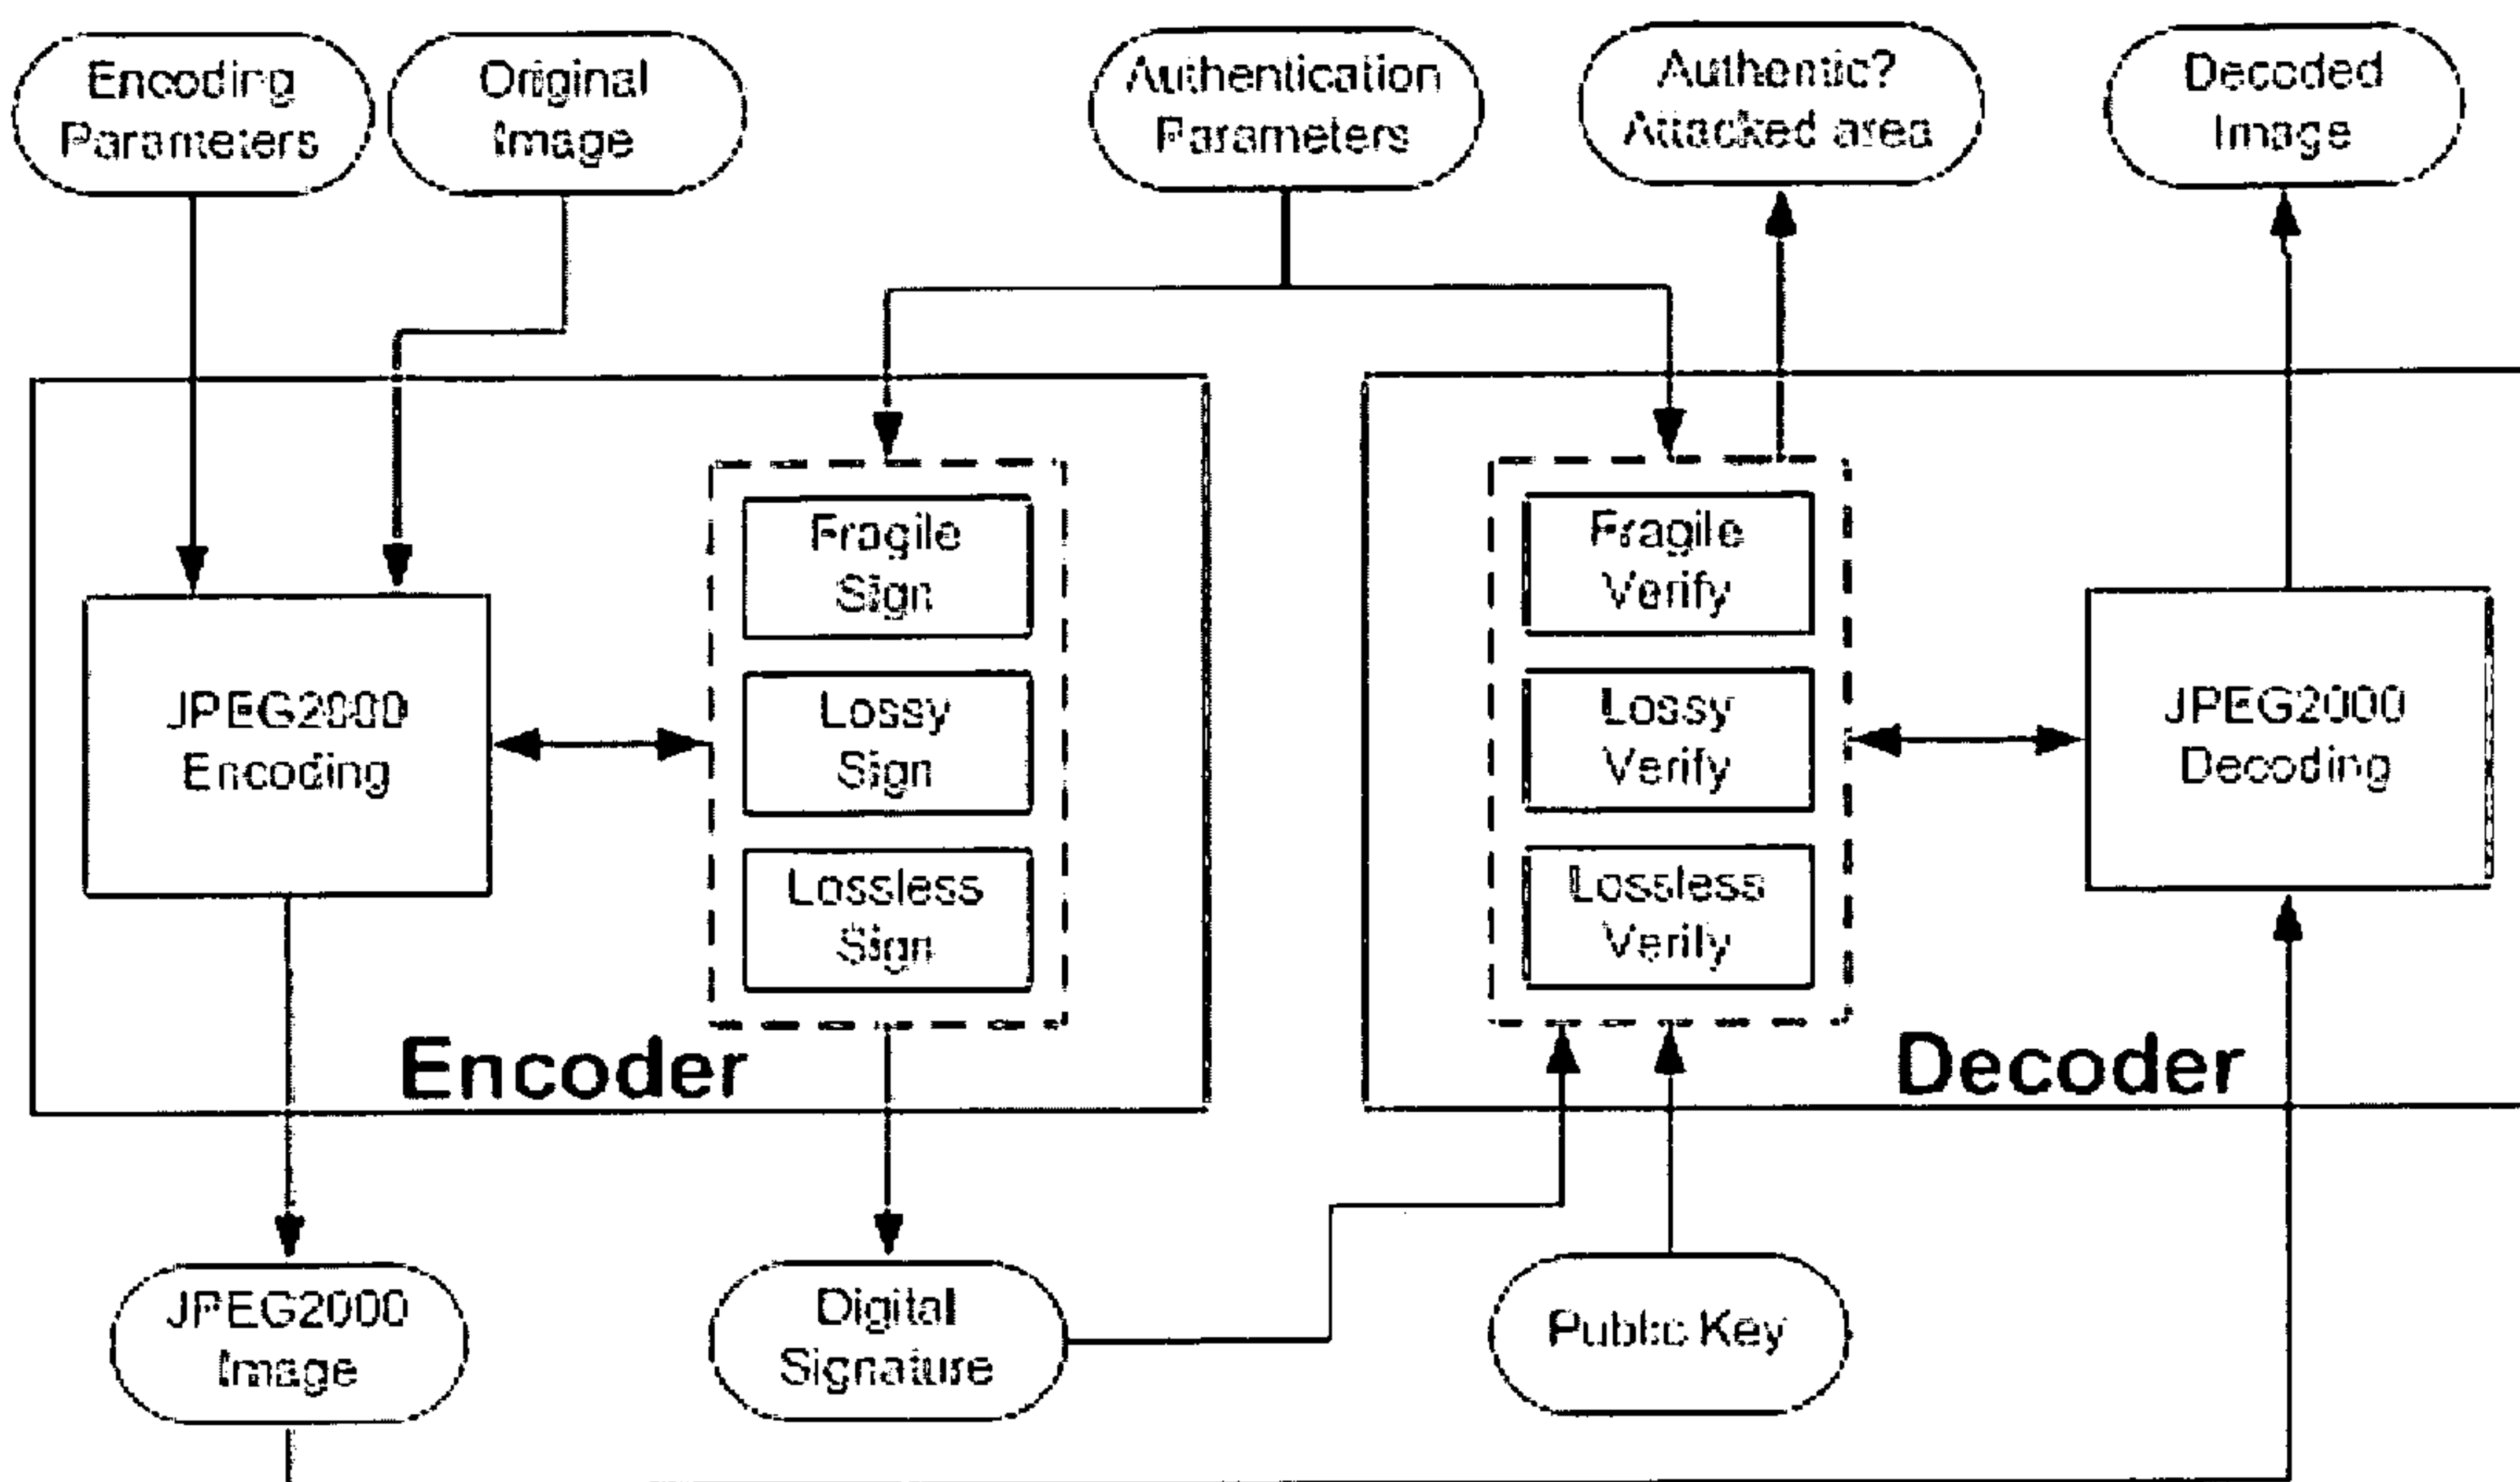 Encoding
Parameters
Original
Image
Authentication
Parameters
Authentic?
Attacked area
Decoded
Image
Fragile
Sign
Lossy
Sign
Lossless
Sign
JPEG2000
Encoding
Encoder
Fragile
Verify
Lossy
Verify
Lossless
Verify
JPEG2000
Decoding
Decoder
JPEG2000
Image
Digital
Signature
Public Key